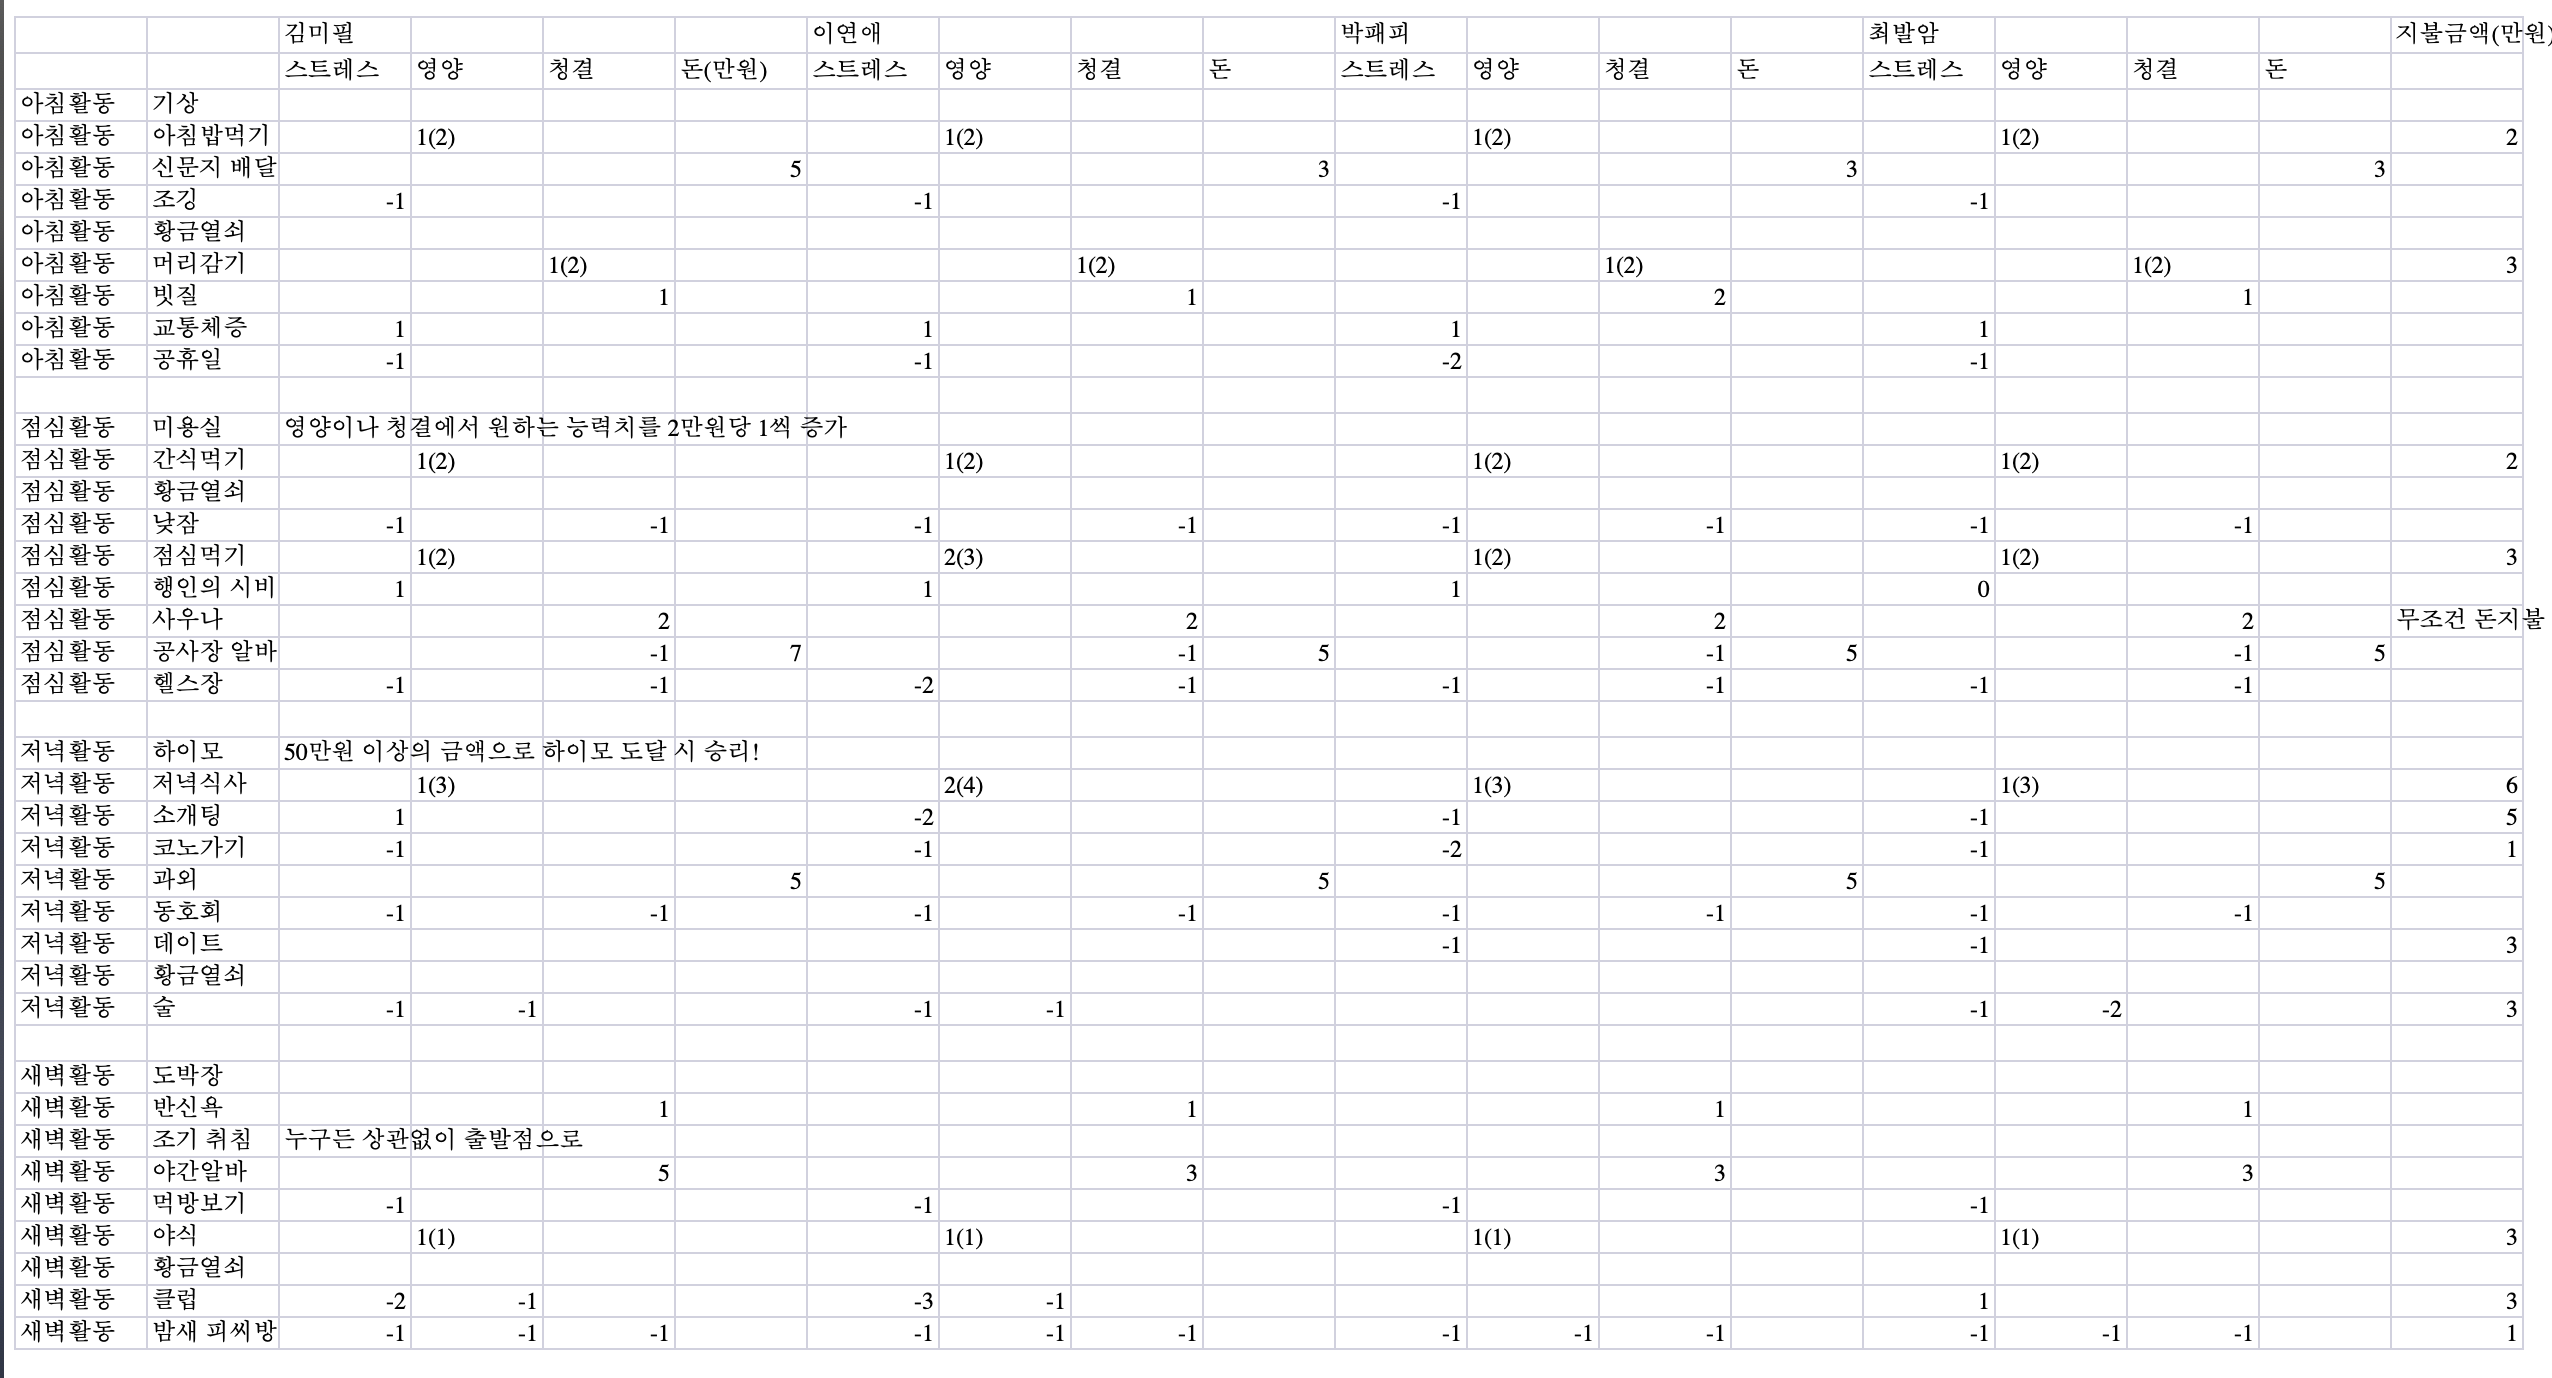 김미필 이연애 박패피 최발암 지불금액(만원)
스트레스 영양 청결 돈(만원) 스트레스 영양 청결 돈 스트레스 영양 청결 돈 스트레스 영양 청결 돈
아침활동 기상
아침활동 아침밥먹기 1(2) 1(2) 1(2) 1(2) 2
아침활동 신문지 배달 5 3 3 3
아침활동 조깅 -1 -1 -1 -1
아침활동 황금열쇠
아침활동 머리감기 1(2) 1(2) 1(2) 1(2) 3
아침활동 빗질 1 1 2 1
아침활동 교통체증 1 1 1 1
아침활동 공휴일 -1 -1 -2 -1
점심활동 미용실 영양이나 청결에서 원하는 능력치를 2만원당 1씩 증가
점심활동 간식먹기 1(2) 1(2) 1(2) 1(2) 2
점심활동 황금열쇠
점심활동 낮잠 -1 -1 -1 -1 -1 -1 -1 -1
점심활동 점심먹기 1(2) 2(3) 1(2) 1(2) 3
점심활동 행인의 시비 1 1 1 0
점심활동 사우나 2 2 2 2 무조건 돈지불
점심활동 공사장 알바 -1 7 -1 5 -1 5 -1 5
점심활동 헬스장 -1 -1 -2 -1 -1 -1 -1 -1
저녁활동 하이모 50만원 이상의 금액으로 하이모 도달 시 승리!
저녁활동 저녁식사 1(3) 2(4) 1(3) 1(3) 6
저녁활동 소개팅 1 -2 -1 -1 5
저녁활동 코노가기 -1 -1 -2 -1 1
저녁활동 과외 5 5 5 5
저녁활동 동호회 -1 -1 -1 -1 -1 -1 -1 -1
저녁활동 데이트 -1 -1 3
저녁활동 황금열쇠
저녁활동 술 -1 -1 -1 -1 -1 -2 3
새벽활동 도박장
새벽활동 반신욕 1 1 1 1
새벽활동 조기 취침 누구든 상관없이 출발점으로
새벽활동 야간알바 5 3 3 3
새벽활동 먹방보기 -1 -1 -1 -1
새벽활동 야식 1(1) 1(1) 1(1) 1(1) 3
새벽활동 황금열쇠
새벽활동 클럽 -2 -1 -3 -1 1 3
새벽활동 밤새 피씨방 -1 -1 -1 -1 -1 -1 -1 -1 -1 -1 -1 -1 1